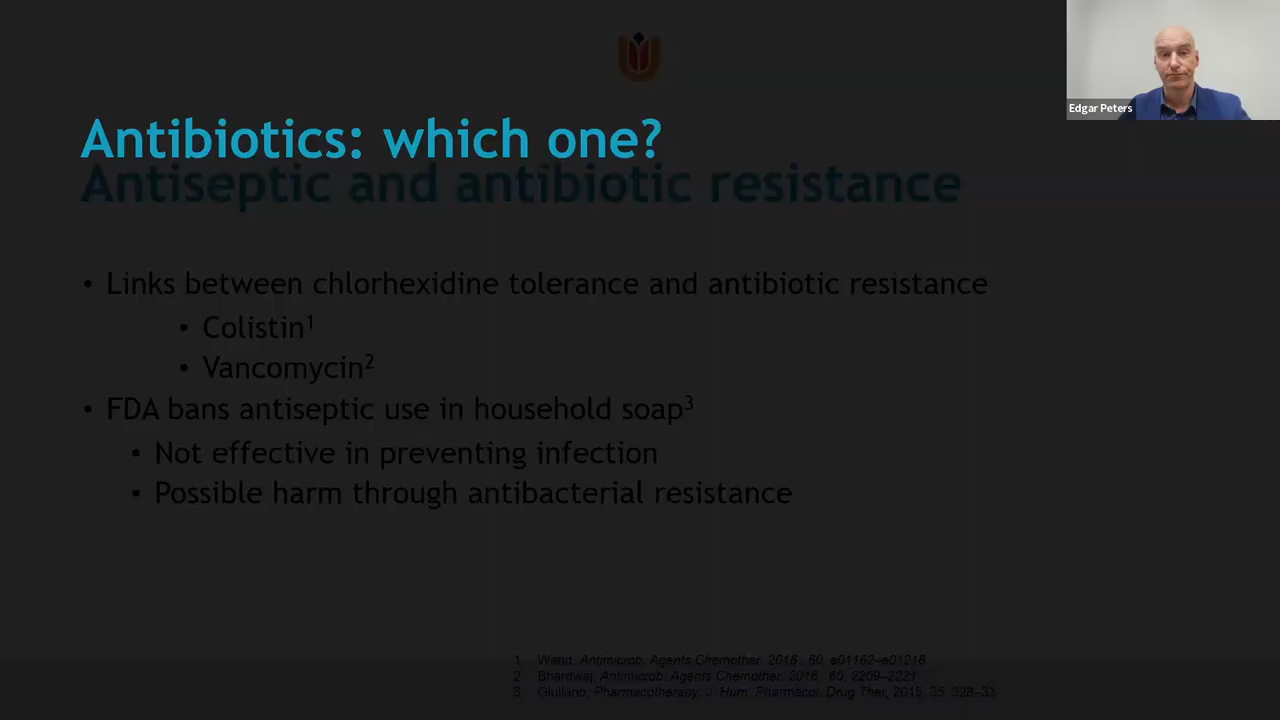 Edgar Peters
Antibiotics: which one?
Antiseptic and antibiotic resistance
• Links between chlorhexidine tolerance and antibiotic resistance
• Colistin¹
• Vancomycin²
• FDA bans antiseptic use in household soap³
• Not effective in preventing infection
• Possible harm through antibacterial resistance
1. Wand, Antimicrob. Agents Chemother. 2016. 60, e01162–e01216
2. Bhardwaj, Antimicrob. Agents Chemother. 2016. 60, 2209–2221
3. Giuliano, Pharmacotherapy: J. Hum. Pharmacol. Drug Ther, 2015, 35, 328–33